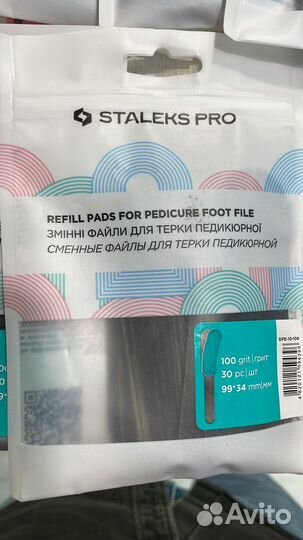 STALEKS PRO
REFILL PADS FOR PEDICURE FOOT FILE
ЗМІННІ ФАЙЛИ ДЛЯ ТЕРКИ ПЕДИКЮРНОЇ
СМЕННЫЕ ФАЙЛЫ ДЛЯ ТЕРКИ ПЕДИКЮРНОЙ
DFE-10-100
100 grit|грит
30 pc|шт
99*34 mm|мм
Avito